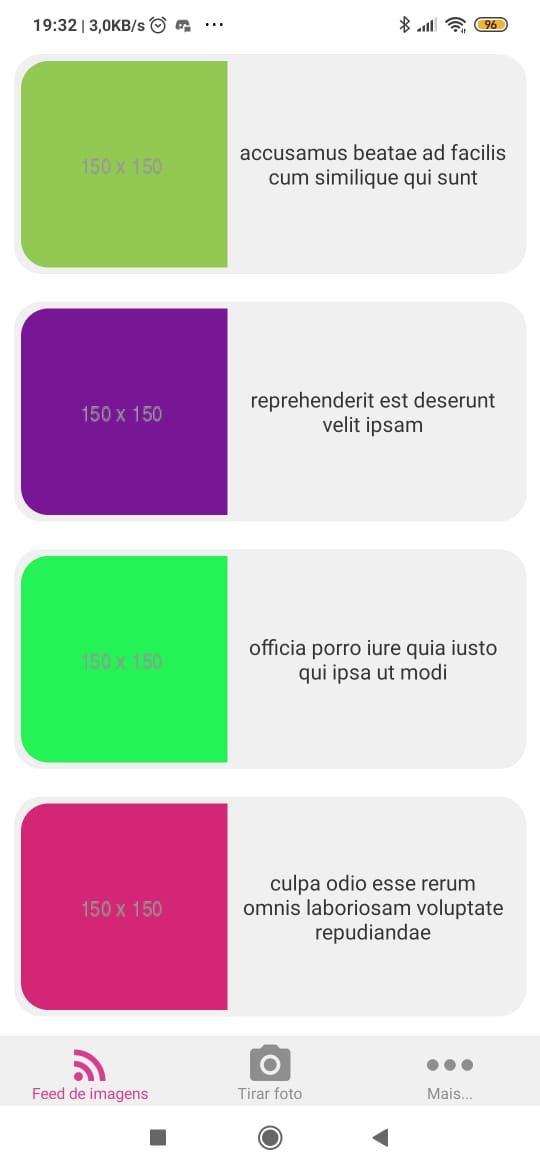 19:32 | 3,0KB/s ... 96
150 x 150
accusamus beatae ad facilis
cum similique qui sunt
150 x 150
reprehenderit est deserunt
velit ipsam
150 x 150
officia porro iure quia iusto
qui ipsa ut modi
150 x 150
culpa odio esse rerum
omnis laboriosam voluptate
repudiandae
Feed de imagens
Tirar foto
Mais...